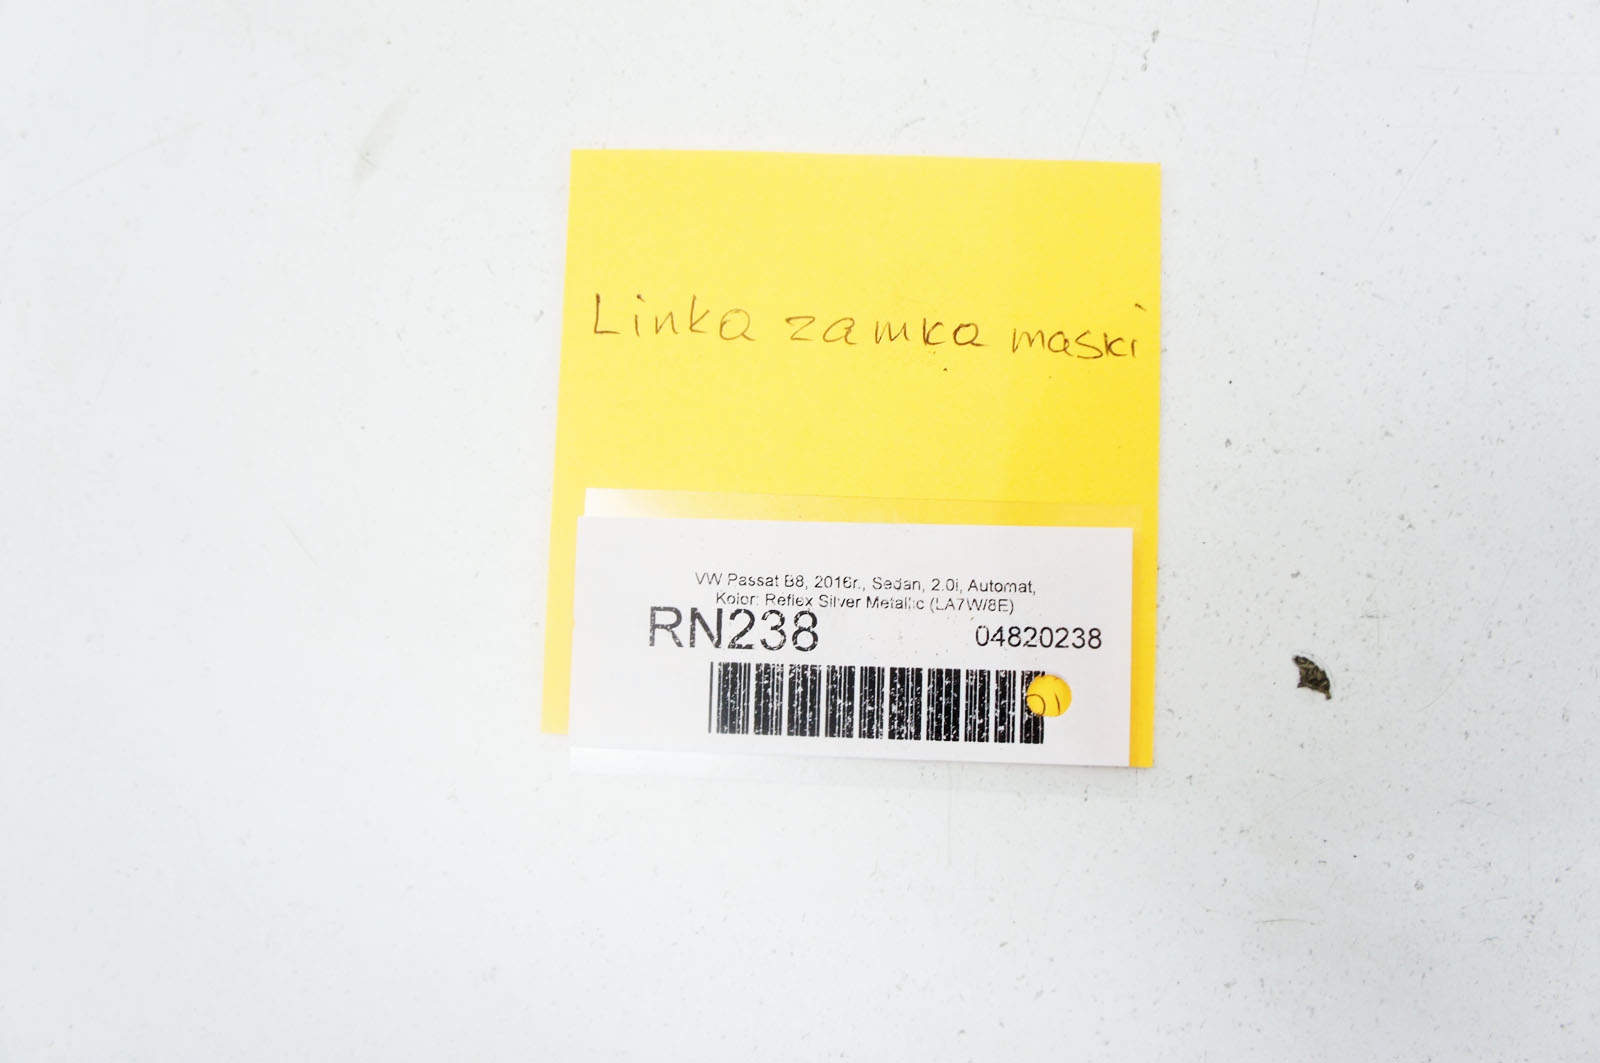 Linka zamka maski
VW Passat B8, 2016r., Sedan, 2.0i, Automat,
Kolor: Reflex Silver Metallic (LA7W/8E)
RN238 04820238